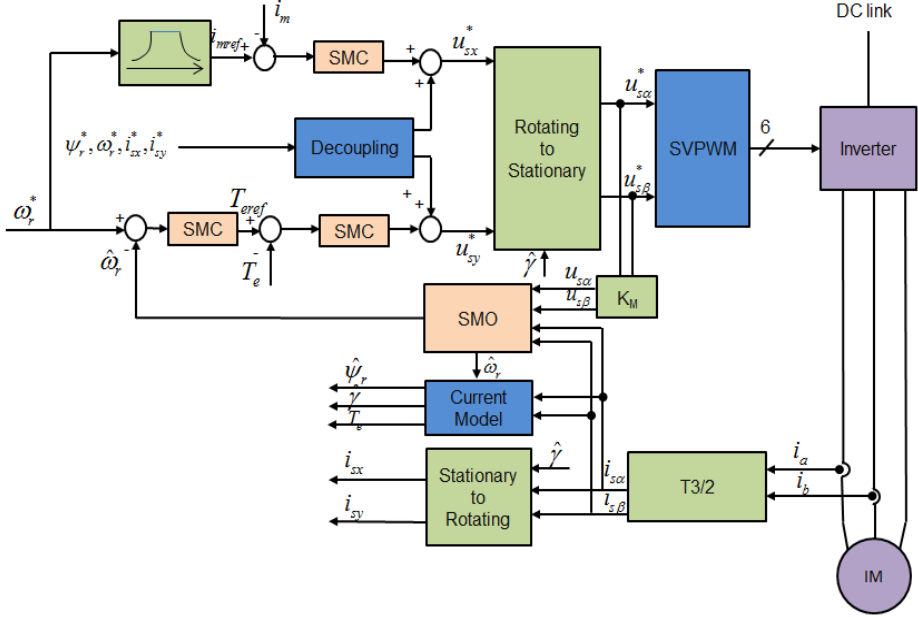 DC link
i_m
i_mref + -
SMC
+
+
u*_sx
u*_sα
6
Rotating
to
Stationary
SVPWM
Inverter
ψ*_r, ω*_r, i*_sx, i*_sy
Decoupling
u*_sβ
ω*_r
+
-
SMC
T_eref
+
-
SMC
+
+
u*_sy
ω̂_r
T_e
γ̂
u_sα
u_sβ
K_M
SMO
ω̂_r
ψ̂_r
γ̂
T_e
Current
Model
γ̂
i_sx
i_sy
Stationary
to
Rotating
i_sα
i_sβ
T3/2
i_a
i_b
IM